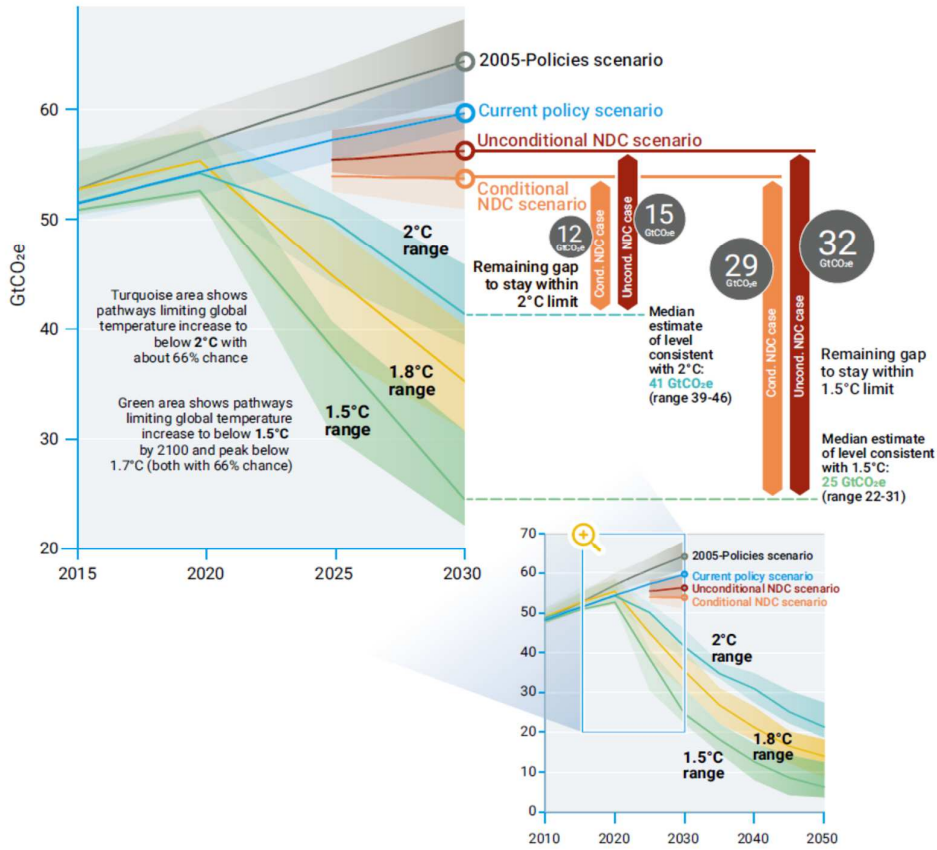 2005-Policies scenario
60
Current policy scenario
Unconditional NDC scenario
Conditional
NDC scenario
50
GtCO₂e
40
30
20
2015
2020
2025
2030
2°C
range
1.8°C
range
1.5°C
range
Turquoise area shows
pathways limiting global
temperature increase to
below 2°C with
about 66% chance
Green area shows pathways
limiting global temperature
increase to below 1.5°C
by 2100 and peak below
1.7°C (both with 66% chance)
12
GtCO₂e
Cond. NDC case
Uncond. NDC case
15
GtCO₂e
Remaining gap
to stay within
2°C limit
Median
estimate
of level
consistent
with 2°C:
41 GtCO₂e
(range 39-46)
29
GtCO₂e
Cond. NDC case
Uncond. NDC case
32
GtCO₂e
Remaining gap
to stay within
1.5°C limit
Median estimate
of level consistent
with 1.5°C:
25 GtCO₂e
(range 22-31)
70
60
50
40
30
20
10
0
2010
2020
2030
2040
2050
2005-Policies scenario
Current policy scenario
Unconditional NDC scenario
Conditional NDC scenario
2°C
range
1.8°C
range
1.5°C
range